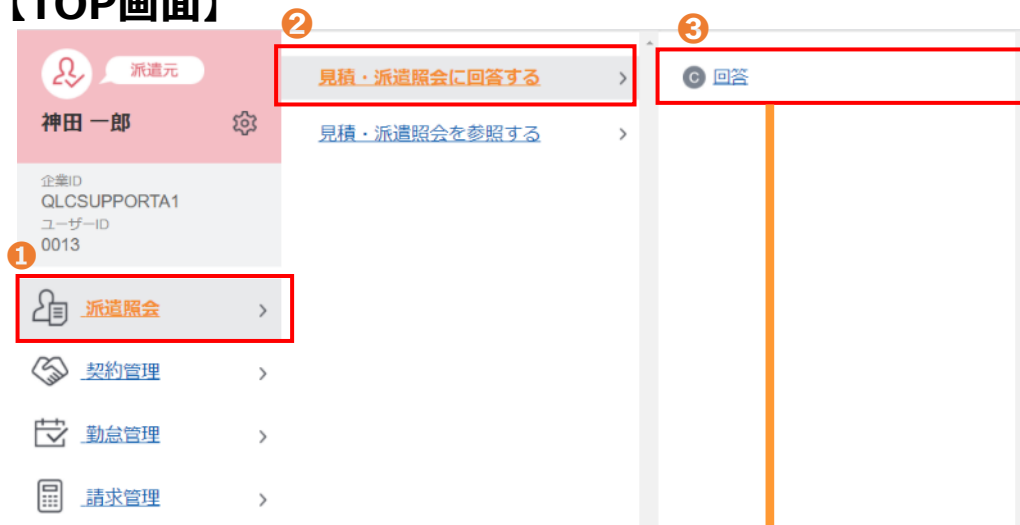 【TOP画面】
❷
❸
派遣元
見積・派遣照会に回答する
C 回答
神田 一郎
見積・派遣照会を参照する
企業ID
QLCSUPPORTA1
ユーザーID
0013
❶
派遣照会
契約管理
勤怠管理
請求管理